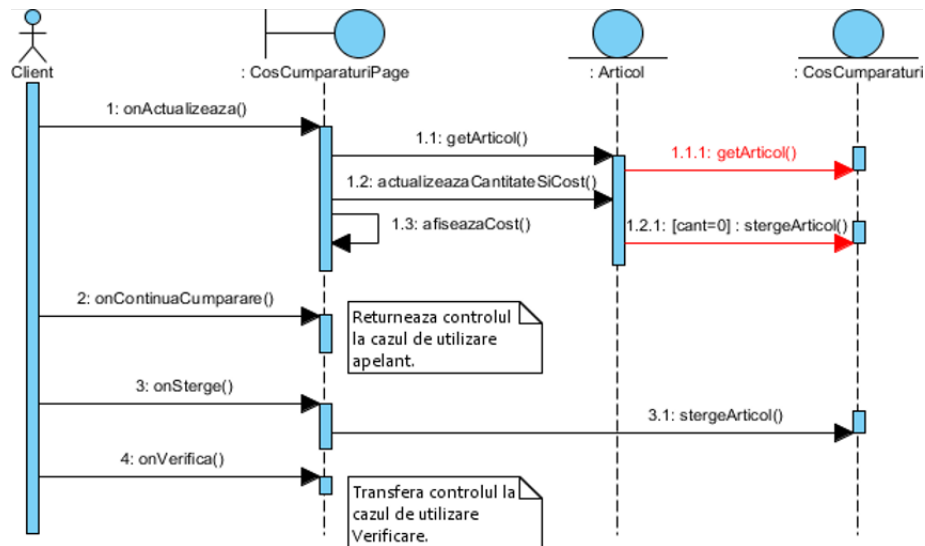 Client
: CosCumparaturiPage
: Articol
: CosCumparaturi
1: onActualizeaza()
1.1: getArticol()
1.1.1: getArticol()
1.2: actualizeazaCantitateSiCost()
1.3: afiseazaCost()
1.2.1: [cant=0] : stergeArticol()
2: onContinuaCumparare()
Returneaza controlul
la cazul de utilizare
apelant.
3: onSterge()
3.1: stergeArticol()
4: onVerifica()
Transfera controlul la
cazul de utilizare
Verificare.